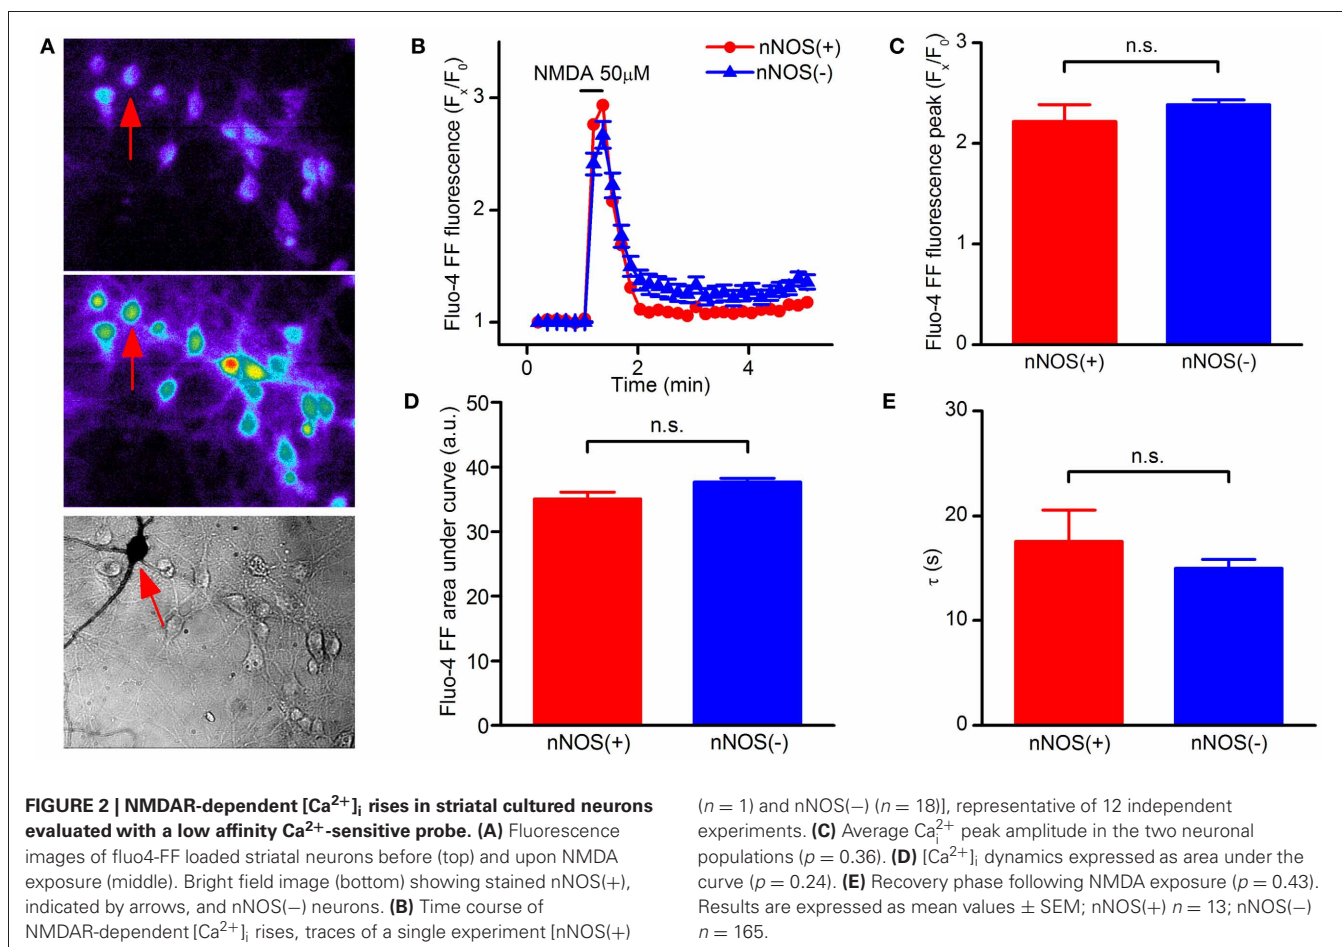 A
B
nNOS(+)
nNOS(-)
NMDA 50µM
Fluo-4 FF fluorescence (Fx/F0)
3
2
1
0
2
4
Time (min)
C
n.s.
Fluo-4 FF fluorescence peak (Fx/F0)
3
2
1
0
nNOS(+)
nNOS(-)
D
n.s.
Fluo-4 FF area under curve (a.u.)
50
40
30
20
10
0
nNOS(+)
nNOS(-)
E
n.s.
τ (s)
30
20
10
0
nNOS(+)
nNOS(-)
FIGURE 2 | NMDAR-dependent [Ca²⁺]i rises in striatal cultured neurons
evaluated with a low affinity Ca²⁺-sensitive probe. (A) Fluorescence
images of fluo4-FF loaded striatal neurons before (top) and upon NMDA
exposure (middle). Bright field image (bottom) showing stained nNOS(+),
indicated by arrows, and nNOS(−) neurons. (B) Time course of
NMDAR-dependent [Ca²⁺]i rises, traces of a single experiment [nNOS(+)
(n = 1) and nNOS(−) (n = 18)], representative of 12 independent
experiments. (C) Average Cai²⁺ peak amplitude in the two neuronal
populations (p = 0.36). (D) [Ca²⁺]i dynamics expressed as area under the
curve (p = 0.24). (E) Recovery phase following NMDA exposure (p = 0.43).
Results are expressed as mean values ± SEM; nNOS(+) n = 13; nNOS(−)
n = 165.